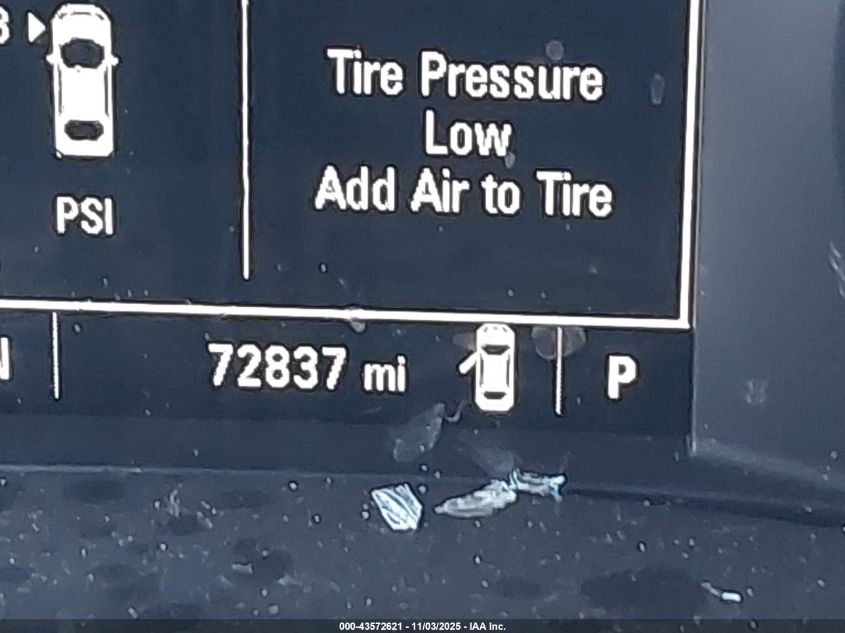 Tire Pressure
Low
Add Air to Tire
PSI
72837 mi
P
000-43572621 - 11/03/2025 - IAA Inc.